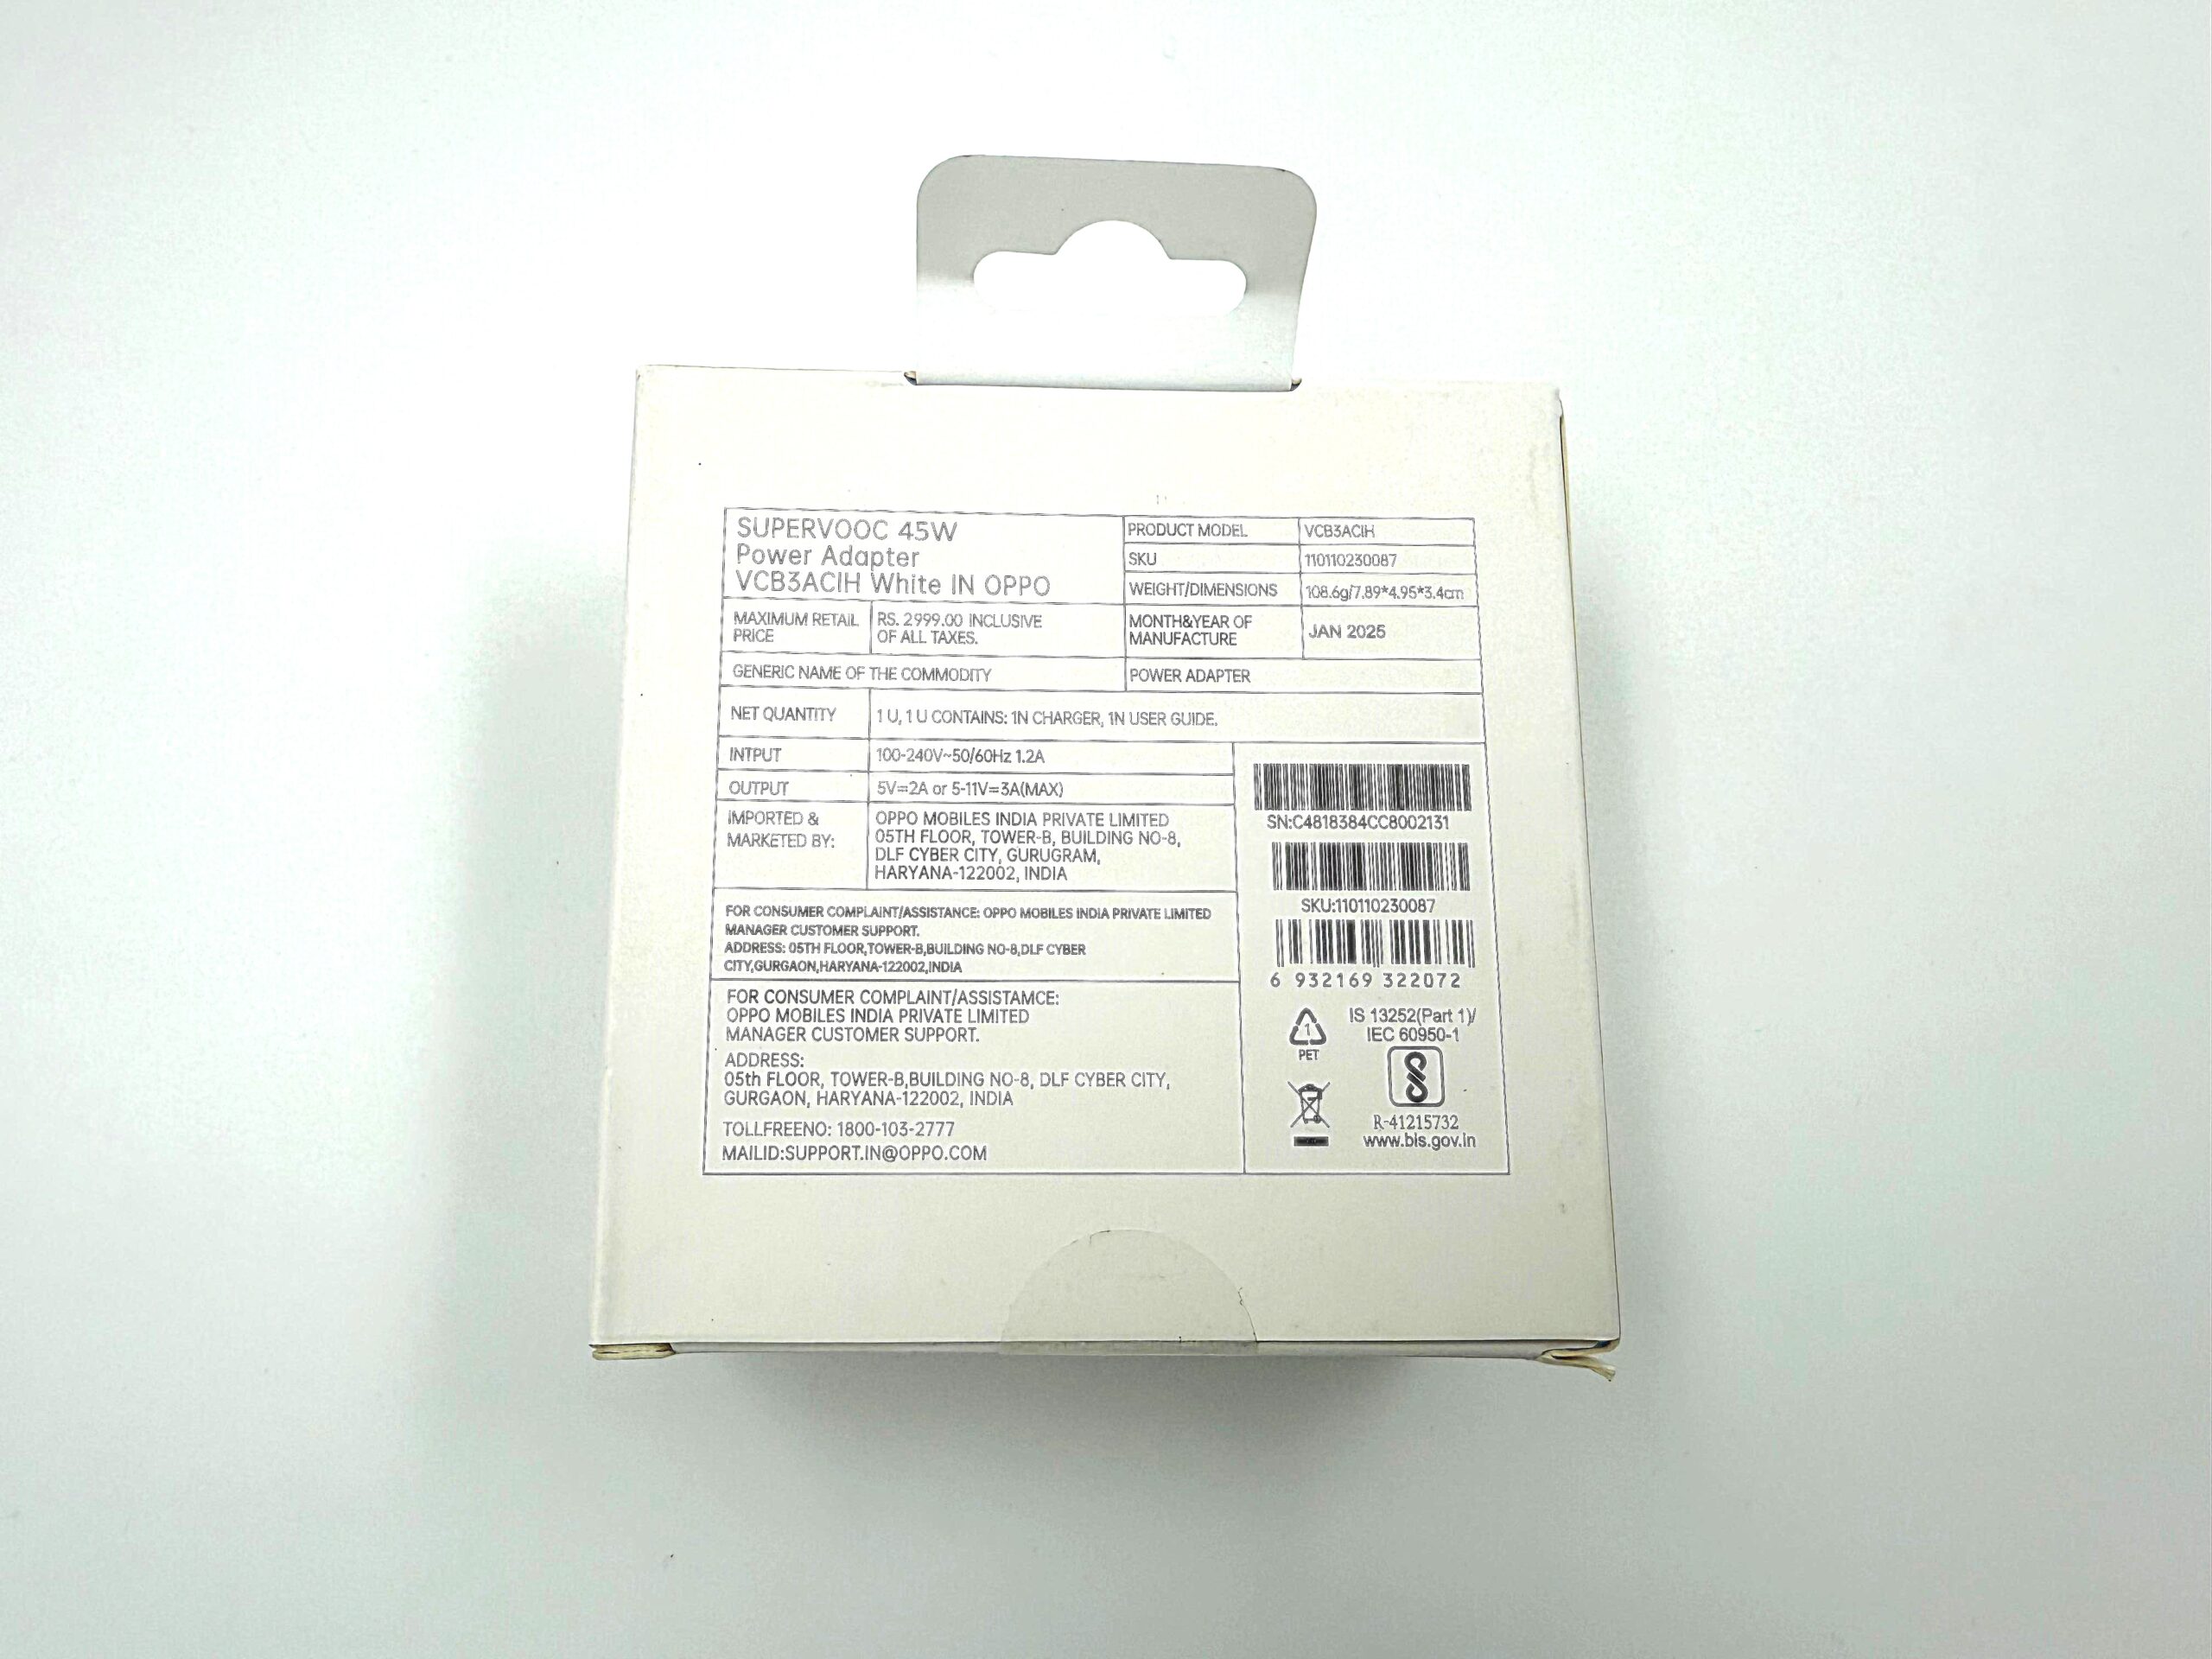 SUPERVOOC 45W
Power Adapter
VCB3ACIH White IN OPPO
PRODUCT MODEL VCB3ACIH
SKU 110110230087
WEIGHT/DIMENSIONS 108.6g/7.89*4.95*3.4cm
MAXIMUM RETAIL
PRICE
RS. 2999.00 INCLUSIVE
OF ALL TAXES.
MONTH&YEAR OF
MANUFACTURE
JAN 2025
GENERIC NAME OF THE COMMODITY POWER ADAPTER
NET QUANTITY 1 U, 1 U CONTAINS: 1N CHARGER, 1N USER GUIDE.
INTPUT 100-240V~50/60Hz 1.2A
OUTPUT 5V=2A or 5-11V=3A(MAX)
IMPORTED &
MARKETED BY:
OPPO MOBILES INDIA PRIVATE LIMITED
05TH FLOOR, TOWER-B, BUILDING NO-8,
DLF CYBER CITY, GURUGRAM,
HARYANA-122002, INDIA
FOR CONSUMER COMPLAINT/ASSISTANCE: OPPO MOBILES INDIA PRIVATE LIMITED
MANAGER CUSTOMER SUPPORT.
ADDRESS: 05TH FLOOR,TOWER-B,BUILDING NO-8,DLF CYBER
CITY,GURGAON,HARYANA-122002,INDIA
FOR CONSUMER COMPLAINT/ASSISTAMCE:
OPPO MOBILES INDIA PRIVATE LIMITED
MANAGER CUSTOMER SUPPORT.
ADDRESS:
05th FLOOR, TOWER-B,BUILDING NO-8, DLF CYBER CITY,
GURGAON, HARYANA-122002, INDIA
TOLLFREENO: 1800-103-2777
MAILID:SUPPORT.IN@OPPO.COM
SN:C4818384CC8002131
SKU:110110230087
6 932169 322072
1
PET
IS 13252(Part 1)/
IEC 60950-1
R-41215732
www.bis.gov.in